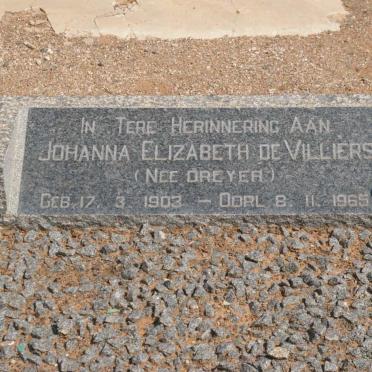 IN TERE HERINNERING AAN
JOHANNA ELIZABETH DE VILLIERS
(NEE DREYER)
GEB. 17. 3. 1903 — OORL. 8. 11. 1965